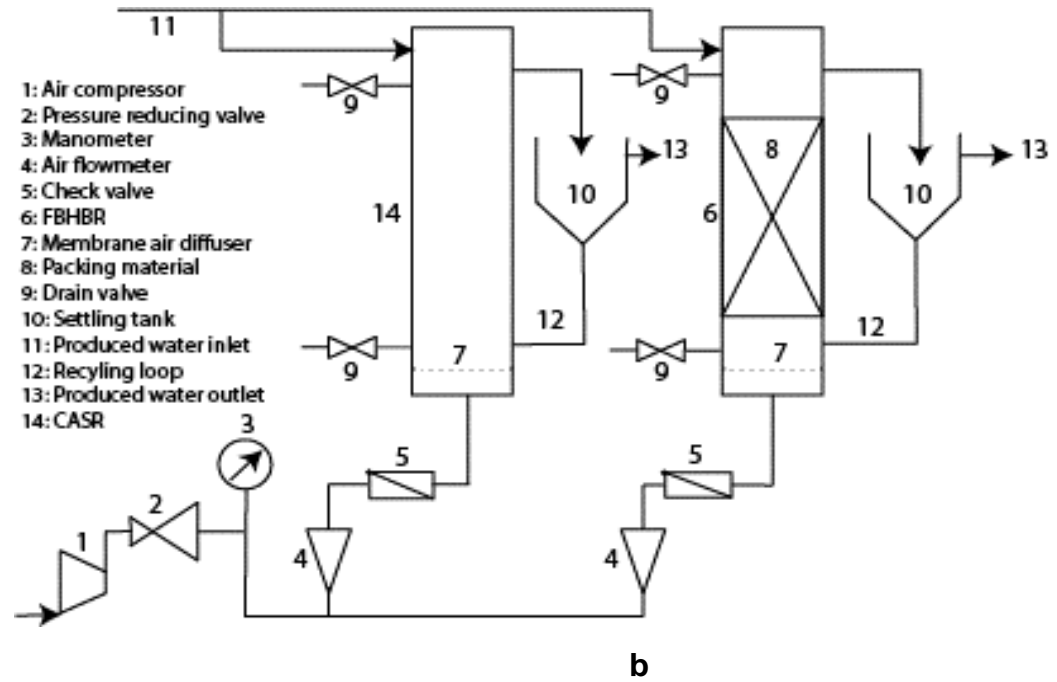 11
1: Air compressor
2: Pressure reducing valve
3: Manometer
4: Air flowmeter
5: Check valve
6: FBHBR
7: Membrane air diffuser
8: Packing material
9: Drain valve
10: Settling tank
11: Produced water inlet
12: Recyling loop
13: Produced water outlet
14: CASR
9
9
13
8
13
10
10
14
6
12
12
7
7
9
9
3
5
5
2
1
4
4
b